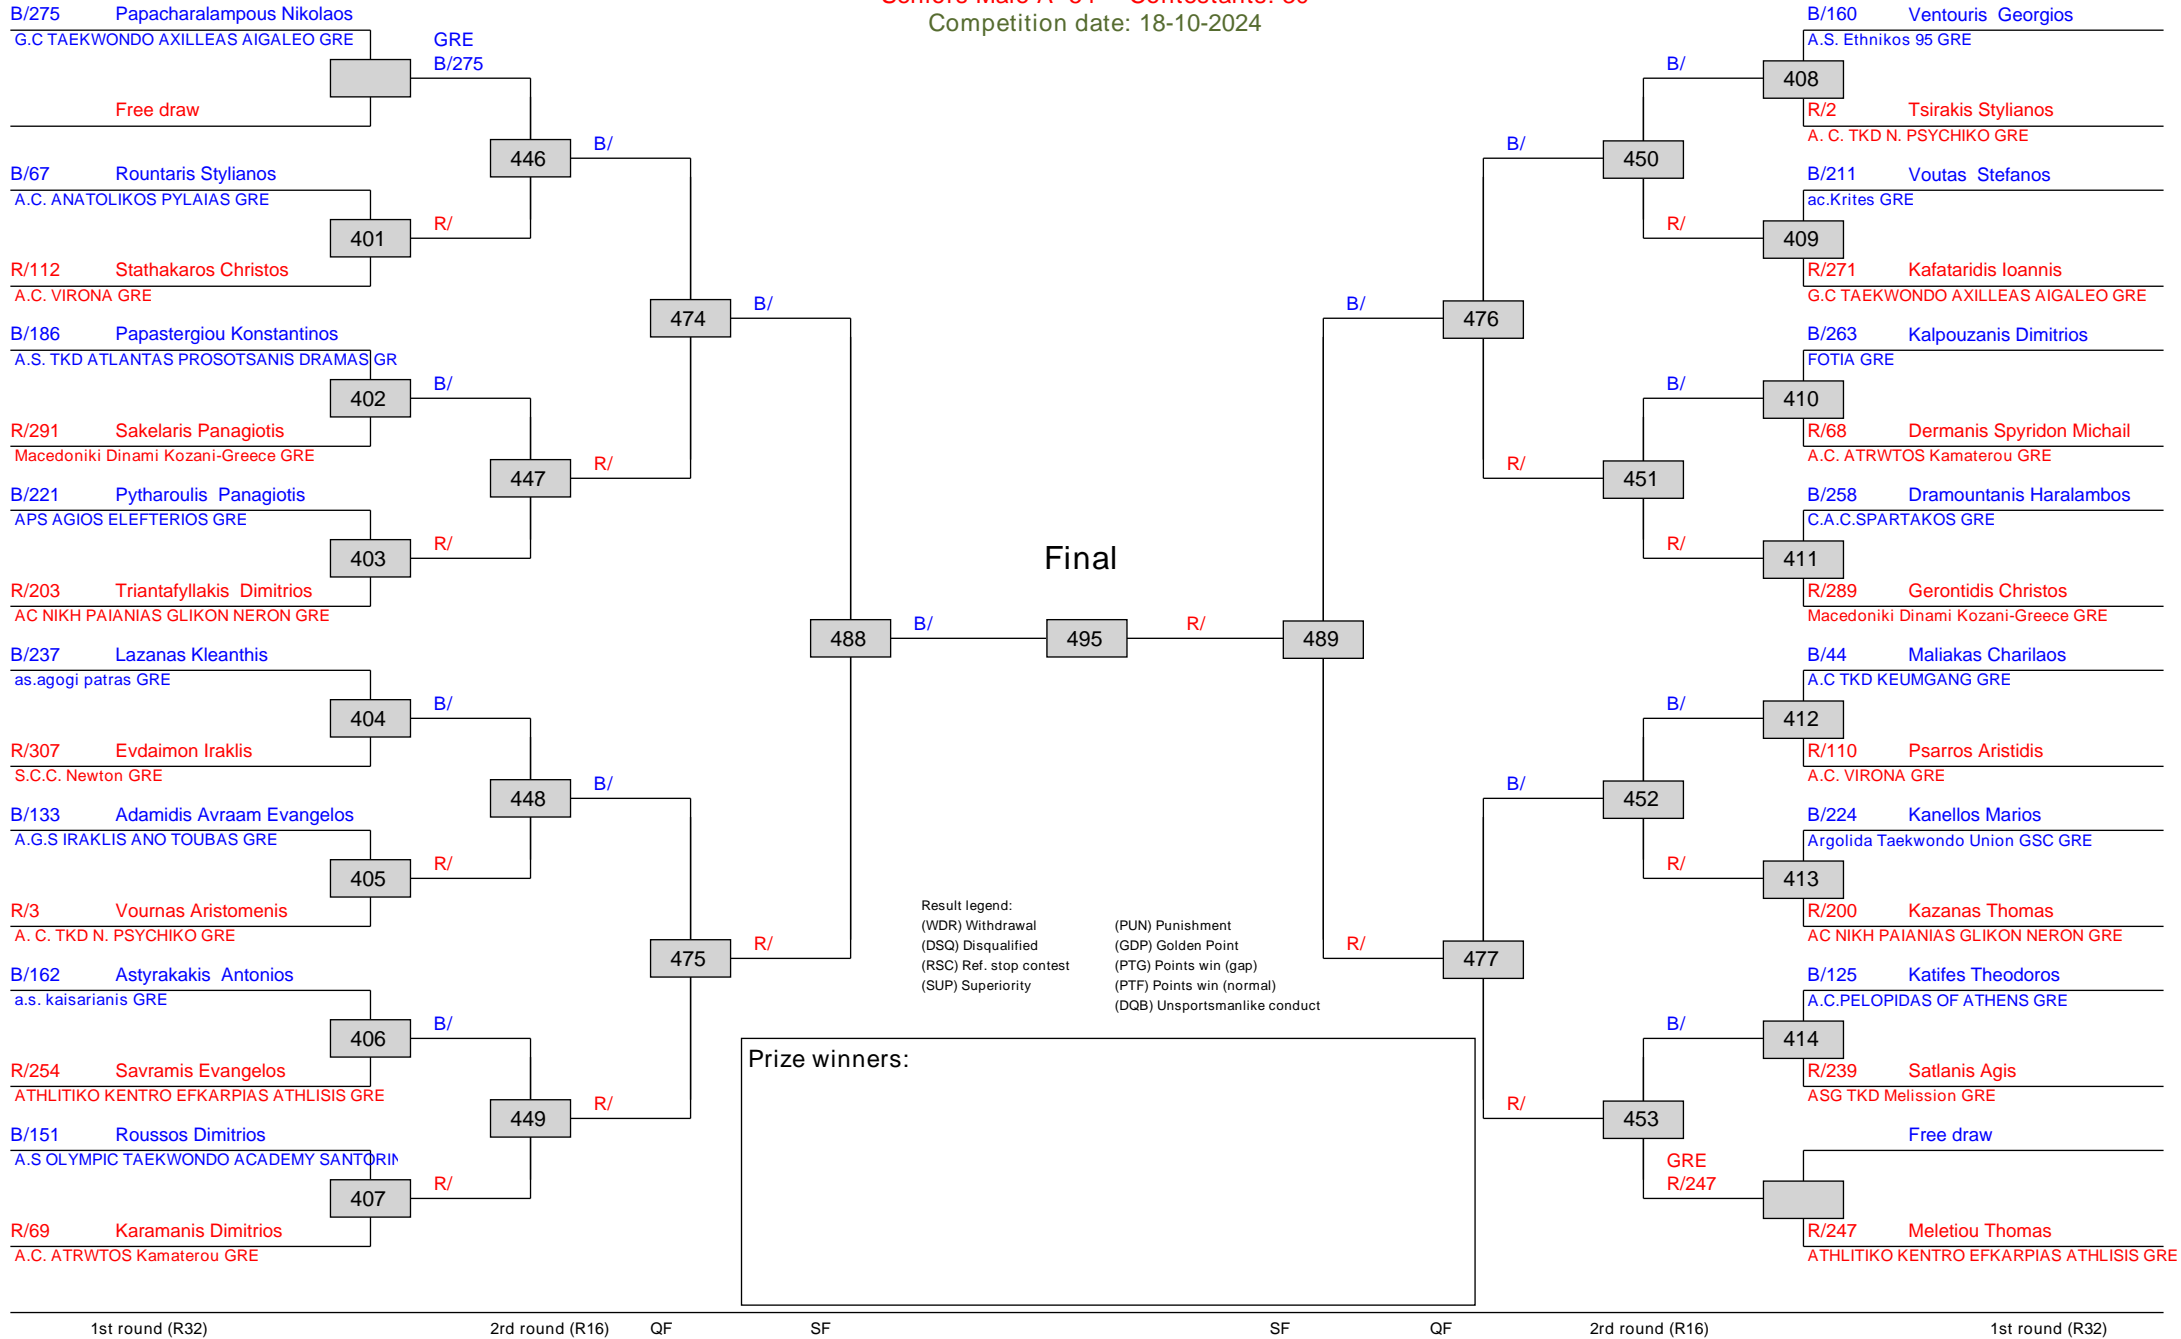 Competition date: 18-10-2024
B/275 Papacharalampous Nikolaos
G.C TAEKWONDO AXILLEAS AIGALEO GRE
GRE
B/275
Free draw
446
B/
B/67 Rountaris Stylianos
A.C. ANATOLIKOS PYLAIAS GRE
401
R/
R/112 Stathakaros Christos
A.C. VIRONA GRE
474
B/
B/186 Papastergiou Konstantinos
A.S. TKD ATLANTAS PROSOTSANIS DRAMAS GR
402
B/
R/291 Sakelaris Panagiotis
Macedoniki Dinami Kozani-Greece GRE
447
R/
B/221 Pytharoulis Panagiotis
APS AGIOS ELEFTERIOS GRE
403
R/
R/203 Triantafyllakis Dimitrios
AC NIKH PAIANIAS GLIKON NERON GRE
488
B/
B/237 Lazanas Kleanthis
as.agogi patras GRE
404
B/
R/307 Evdaimon Iraklis
S.C.C. Newton GRE
448
B/
B/133 Adamidis Avraam Evangelos
A.G.S IRAKLIS ANO TOUBAS GRE
405
R/
R/3 Vournas Aristomenis
A. C. TKD N. PSYCHIKO GRE
475
R/
B/162 Astyrakakis Antonios
a.s. kaisarianis GRE
406
B/
R/254 Savramis Evangelos
ATHLITIKO KENTRO EFKARPIAS ATHLISIS GRE
449
R/
B/151 Roussos Dimitrios
A.S OLYMPIC TAEKWONDO ACADEMY SANTORIN
407
R/
R/69 Karamanis Dimitrios
A.C. ATRWTOS Kamaterou GRE
Final
495
R/
489
B/160 Ventouris Georgios
A.S. Ethnikos 95 GRE
B/
408
R/2 Tsirakis Stylianos
A. C. TKD N. PSYCHIKO GRE
B/
450
B/211 Voutas Stefanos
ac.Krites GRE
R/
409
R/271 Kafataridis Ioannis
G.C TAEKWONDO AXILLEAS AIGALEO GRE
B/
476
B/263 Kalpouzanis Dimitrios
FOTIA GRE
B/
410
R/68 Dermanis Spyridon Michail
A.C. ATRWTOS Kamaterou GRE
R/
451
B/258 Dramountanis Haralambos
C.A.C.SPARTAKOS GRE
R/
411
R/289 Gerontidis Christos
Macedoniki Dinami Kozani-Greece GRE
B/44 Maliakas Charilaos
A.C TKD KEUMGANG GRE
B/
412
R/110 Psarros Aristidis
A.C. VIRONA GRE
B/
452
B/224 Kanellos Marios
Argolida Taekwondo Union GSC GRE
R/
413
R/200 Kazanas Thomas
AC NIKH PAIANIAS GLIKON NERON GRE
R/
477
B/125 Katifes Theodoros
A.C.PELOPIDAS OF ATHENS GRE
B/
414
R/239 Satlanis Agis
ASG TKD Melission GRE
R/
453
Free draw
GRE
R/247
R/247 Meletiou Thomas
ATHLITIKO KENTRO EFKARPIAS ATHLISIS GRE
Result legend:
(WDR) Withdrawal (PUN) Punishment
(DSQ) Disqualified (GDP) Golden Point
(RSC) Ref. stop contest (PTG) Points win (gap)
(SUP) Superiority (PTF) Points win (normal)
(DQB) Unsportsmanlike conduct
Prize winners:
1st round (R32) 2rd round (R16) QF SF SF QF 2rd round (R16) 1st round (R32)